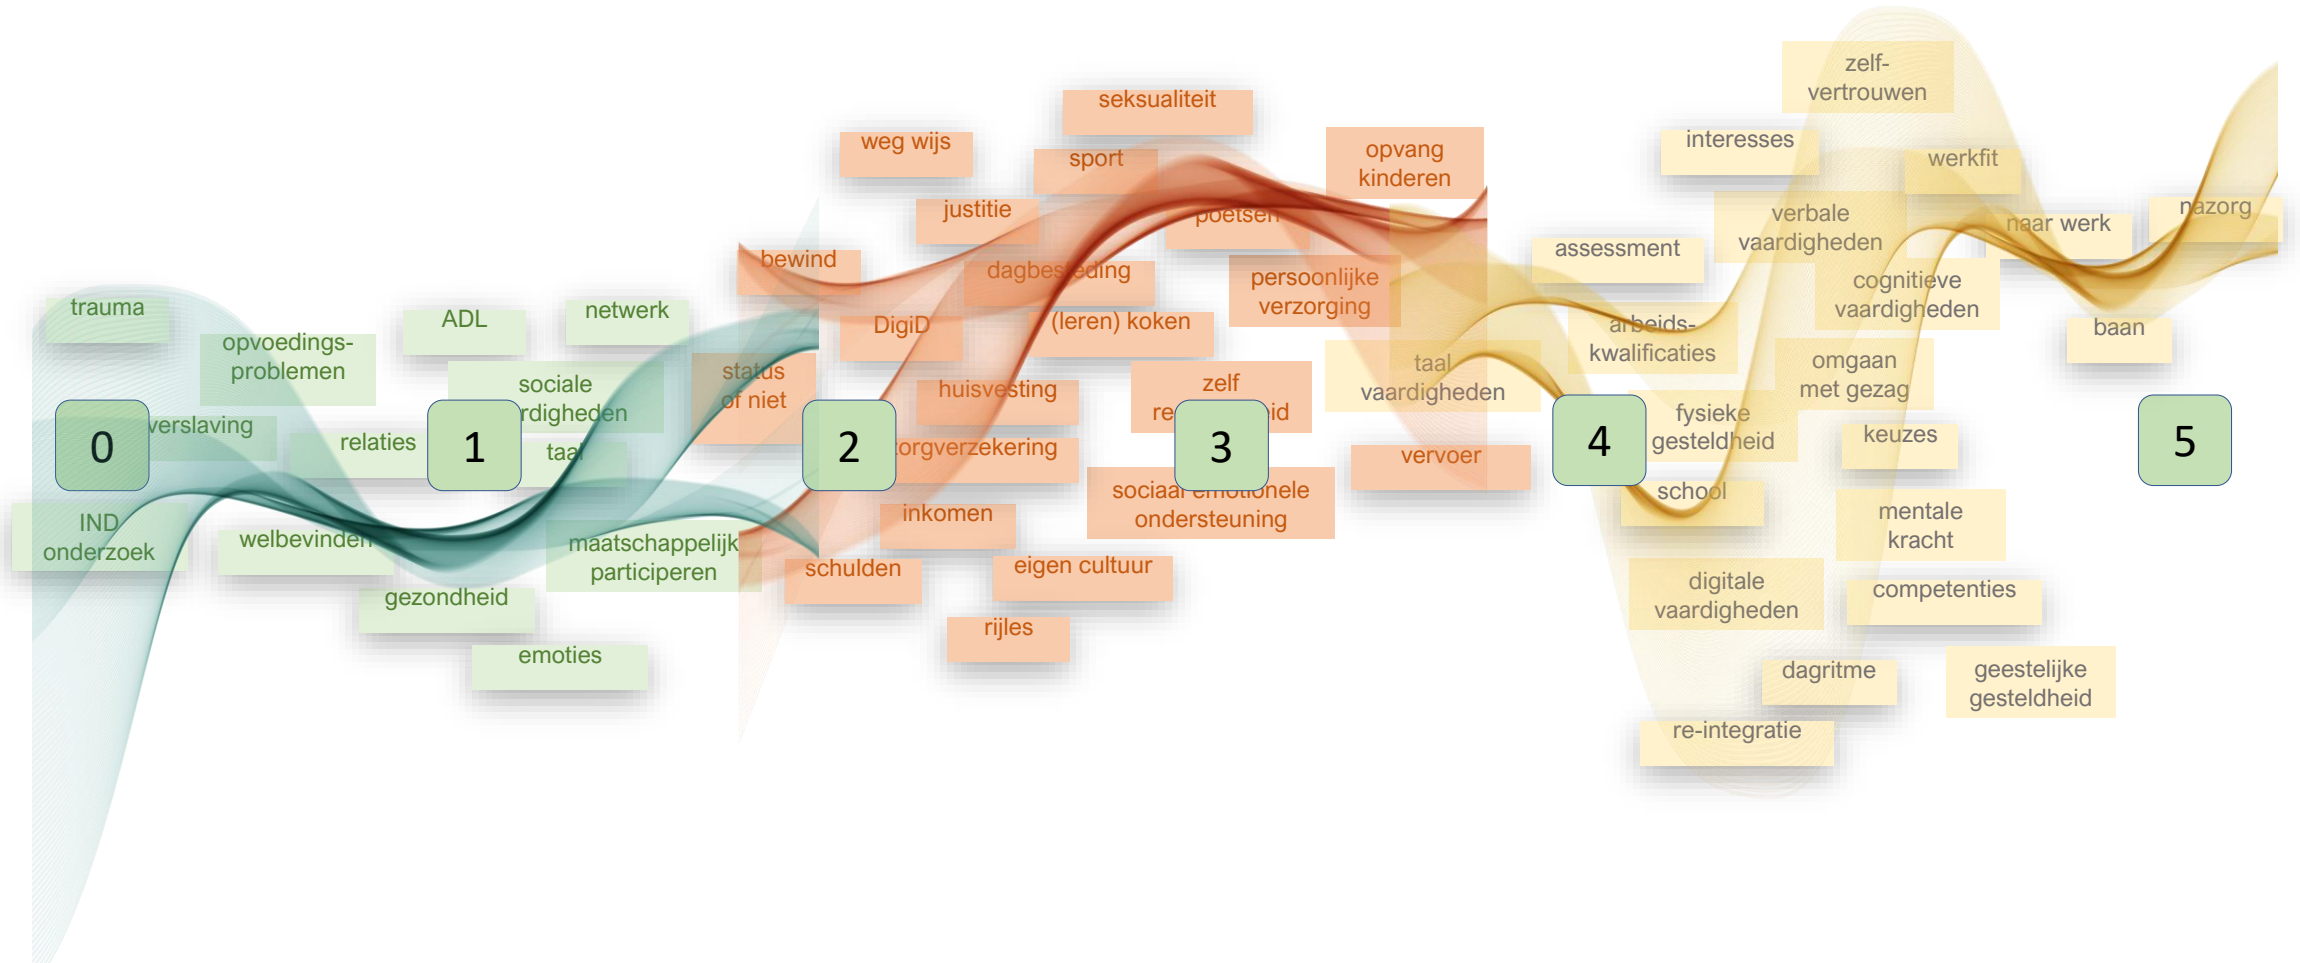 trauma
opvoedings-
problemen
ADL
netwerk
sociale
verslaving
relaties
taal
IND
onderzoek
welbevinden
maatschappelijk
participeren
gezondheid
emoties
0
1
2
3
4
5
seksualiteit
weg wijs
sport
opvang
kinderen
justitie
poetsen
bewind
dagbesteding
persoonlijke
verzorging
DigiD
(leren) koken
status
of niet
huisvesting
zelf
vervoer
sociaal emotionele
ondersteuning
inkomen
schulden
eigen cultuur
rijles
zelf-
vertrouwen
interesses
werkfit
verbale
vaardigheden
naar werk
nazorg
assessment
cognitieve
vaardigheden
arbeids-
kwalificaties
baan
taal
vaardigheden
omgaan
met gezag
fysieke
gesteldheid
keuzes
school
mentale
kracht
digitale
vaardigheden
competenties
dagritme
geestelijke
gesteldheid
re-integratie